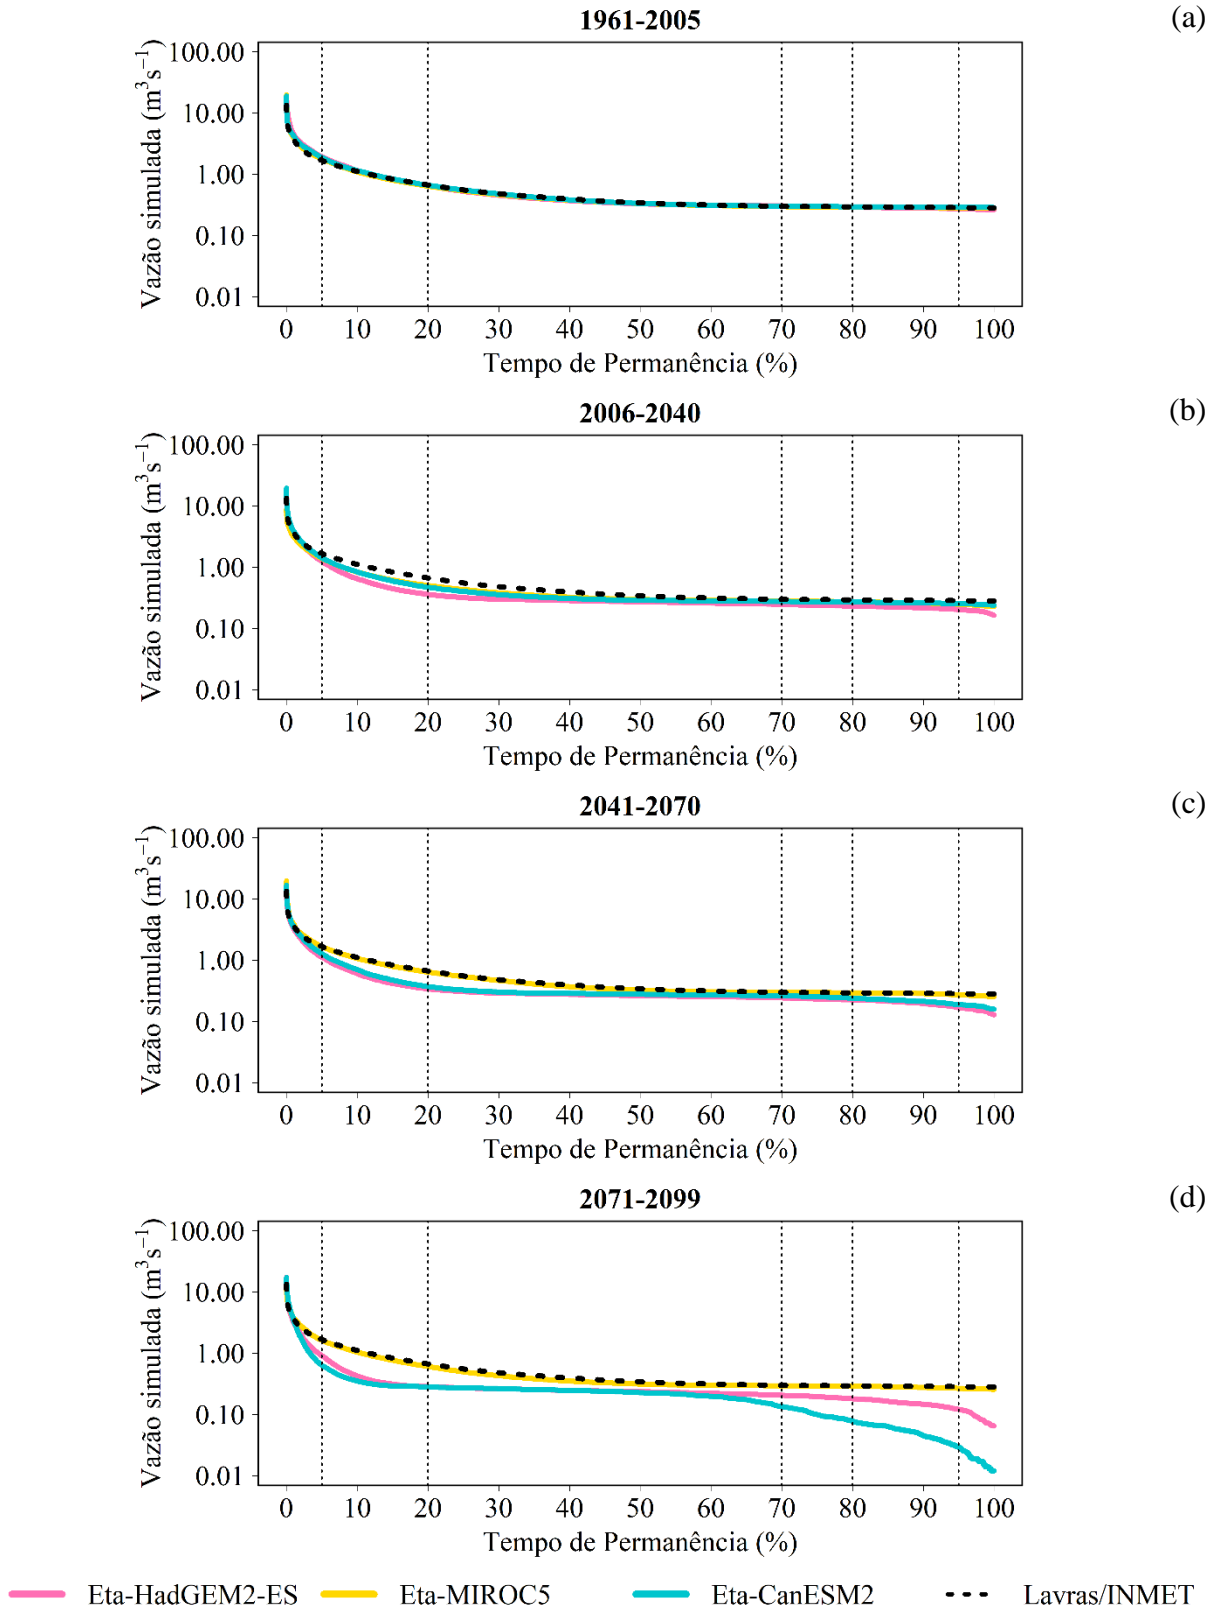 1961-2005
(a)
Vazão simulada (m³s⁻¹)
100.00
10.00
1.00
0.10
0.01
0 10 20 30 40 50 60 70 80 90 100
Tempo de Permanência (%)
2006-2040
(b)
Vazão simulada (m³s⁻¹)
100.00
10.00
1.00
0.10
0.01
0 10 20 30 40 50 60 70 80 90 100
Tempo de Permanência (%)
2041-2070
(c)
Vazão simulada (m³s⁻¹)
100.00
10.00
1.00
0.10
0.01
0 10 20 30 40 50 60 70 80 90 100
Tempo de Permanência (%)
2071-2099
(d)
Vazão simulada (m³s⁻¹)
100.00
10.00
1.00
0.10
0.01
0 10 20 30 40 50 60 70 80 90 100
Tempo de Permanência (%)
Eta-HadGEM2-ES Eta-MIROC5 Eta-CanESM2 Lavras/INMET